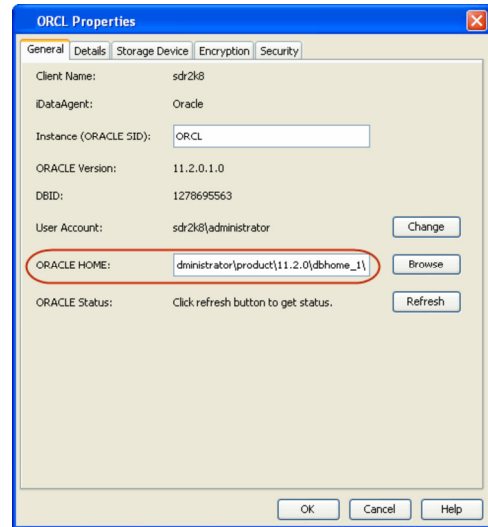 ORCL Properties
General Details Storage Device Encryption Security
Client Name: sdr2k8
iDataAgent: Oracle
Instance (ORACLE SID): ORCL
ORACLE Version: 11.2.0.1.0
DBID: 1278695563
User Account: sdr2k8\administrator Change
ORACLE HOME: dministrator\product\11.2.0\dbhome_1\ Browse
ORACLE Status: Click refresh button to get status. Refresh
OK Cancel Help